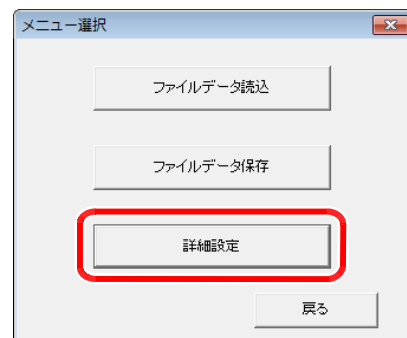 メニュー選択
ファイルデータ読込
ファイルデータ保存
詳細設定
戻る